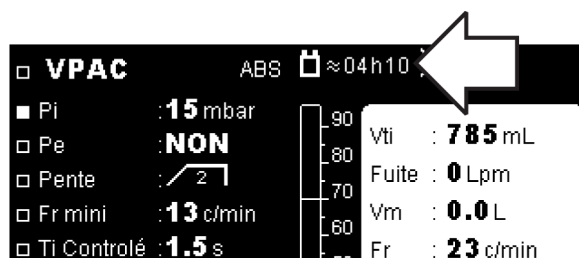 VPAC ABS ≈04h10
Pi :15 mbar
Pe :NON
Pente : 2
Fr mini :13 c/min
Ti Controlé :1.5 s
90
80
70
60
Vti : 785 mL
Fuite : 0 Lpm
Vm : 0.0 L
Fr : 23 c/min